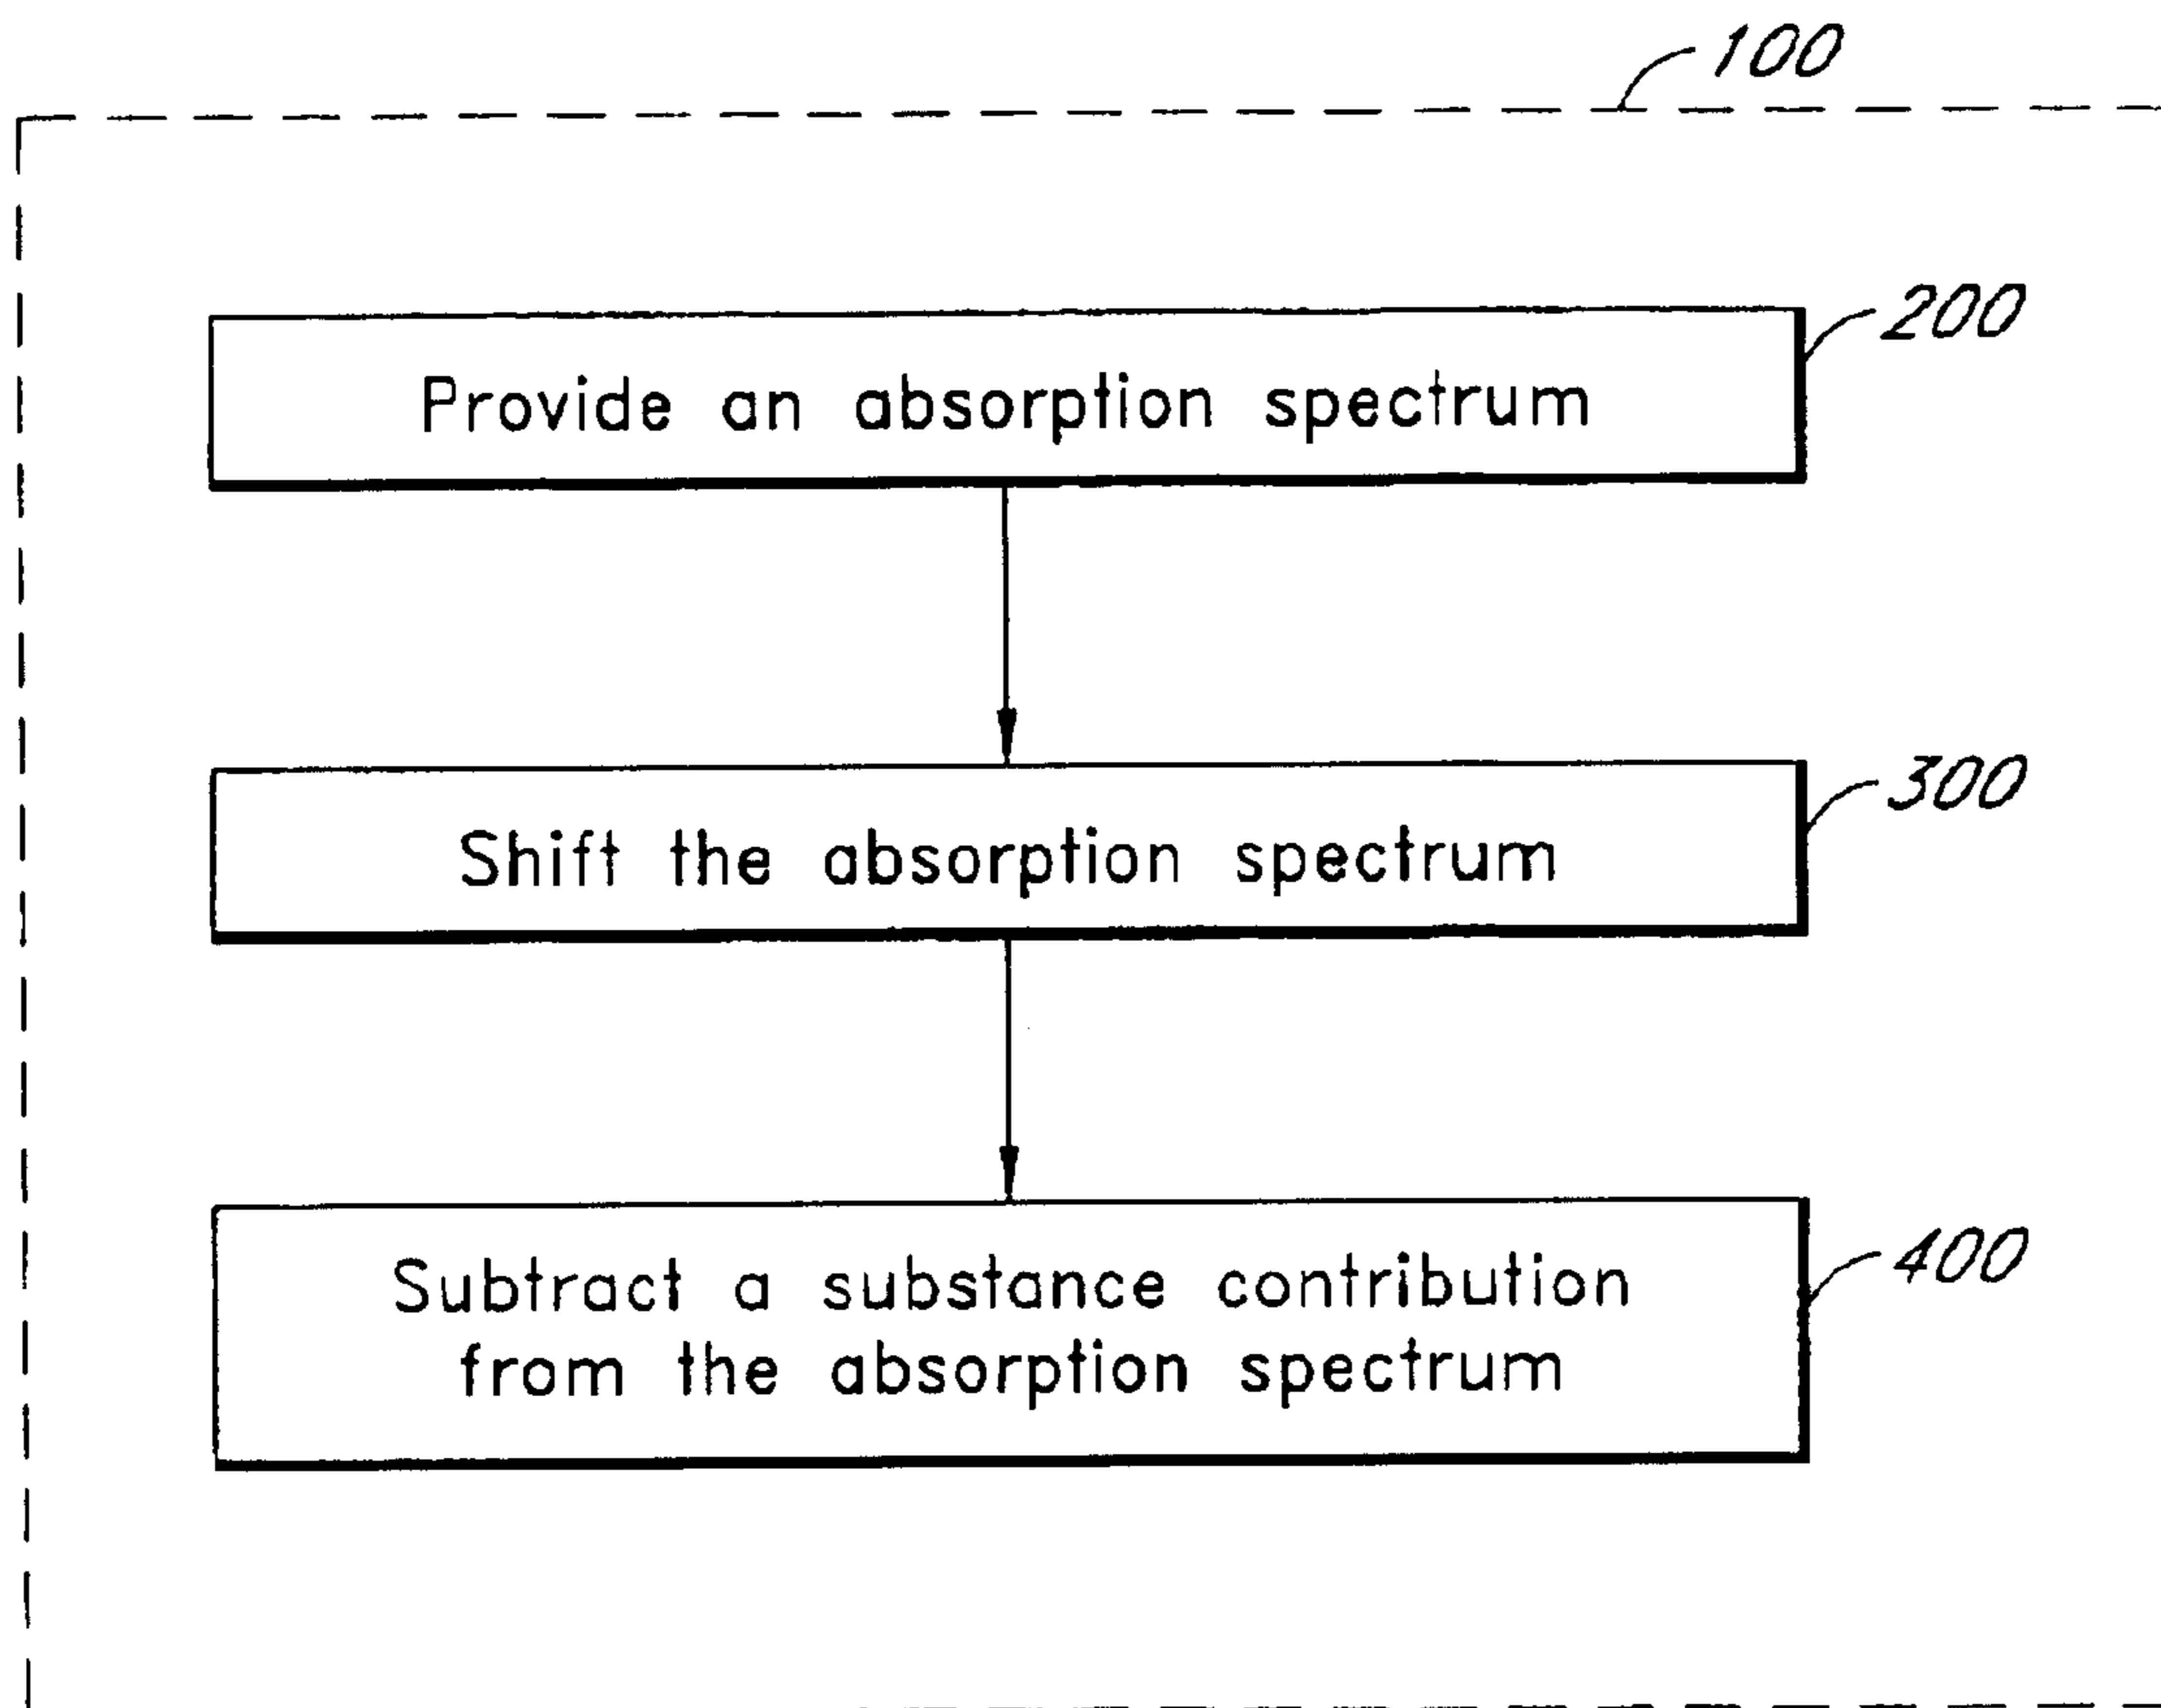 100
200
Provide an absorption spectrum
300
Shift the absorption spectrum
400
Subtract a substance contribution
from the absorption spectrum